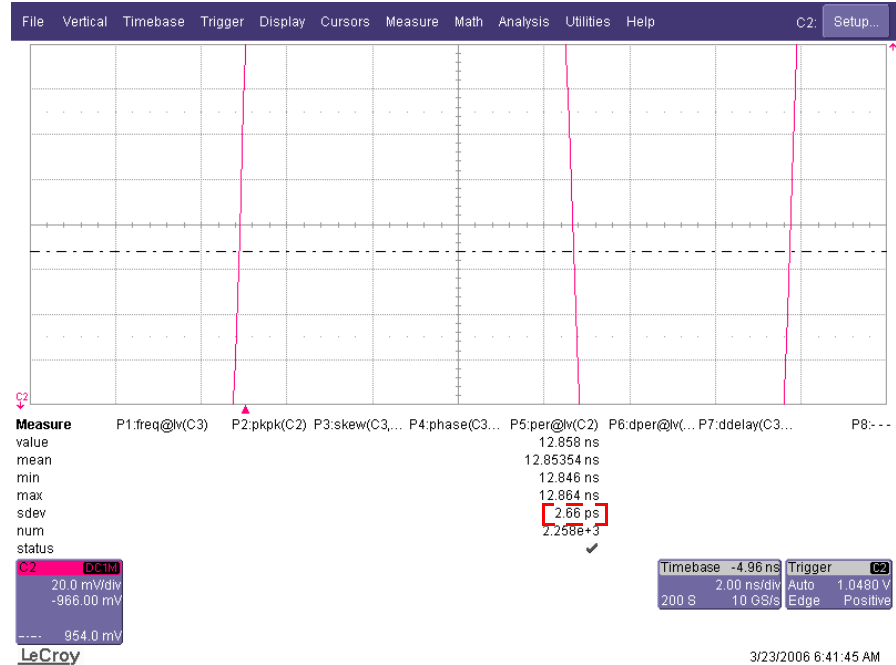 File Vertical Timebase Trigger Display Cursors Measure Math Analysis Utilities Help C2: Setup...
C2
Measure P1:freq@lv(C3) P2:pkpk(C2) P3:skew(C3,... P4:phase(C3... P5:per@lv(C2) P6:dper@lv(... P7:ddelay(C3... P8:- - -
value 12.858 ns
mean 12.85354 ns
min 12.846 ns
max 12.864 ns
sdev 2.66 ps
num 2.258e+3
status
C2 DC1M
20.0 mV/div
-966.00 mV
954.0 mV
Timebase -4.96 ns
2.00 ns/div
200 S 10 GS/s
Trigger C2
Auto 1.0480 V
Edge Positive
LeCroy
3/23/2006 6:41:45 AM